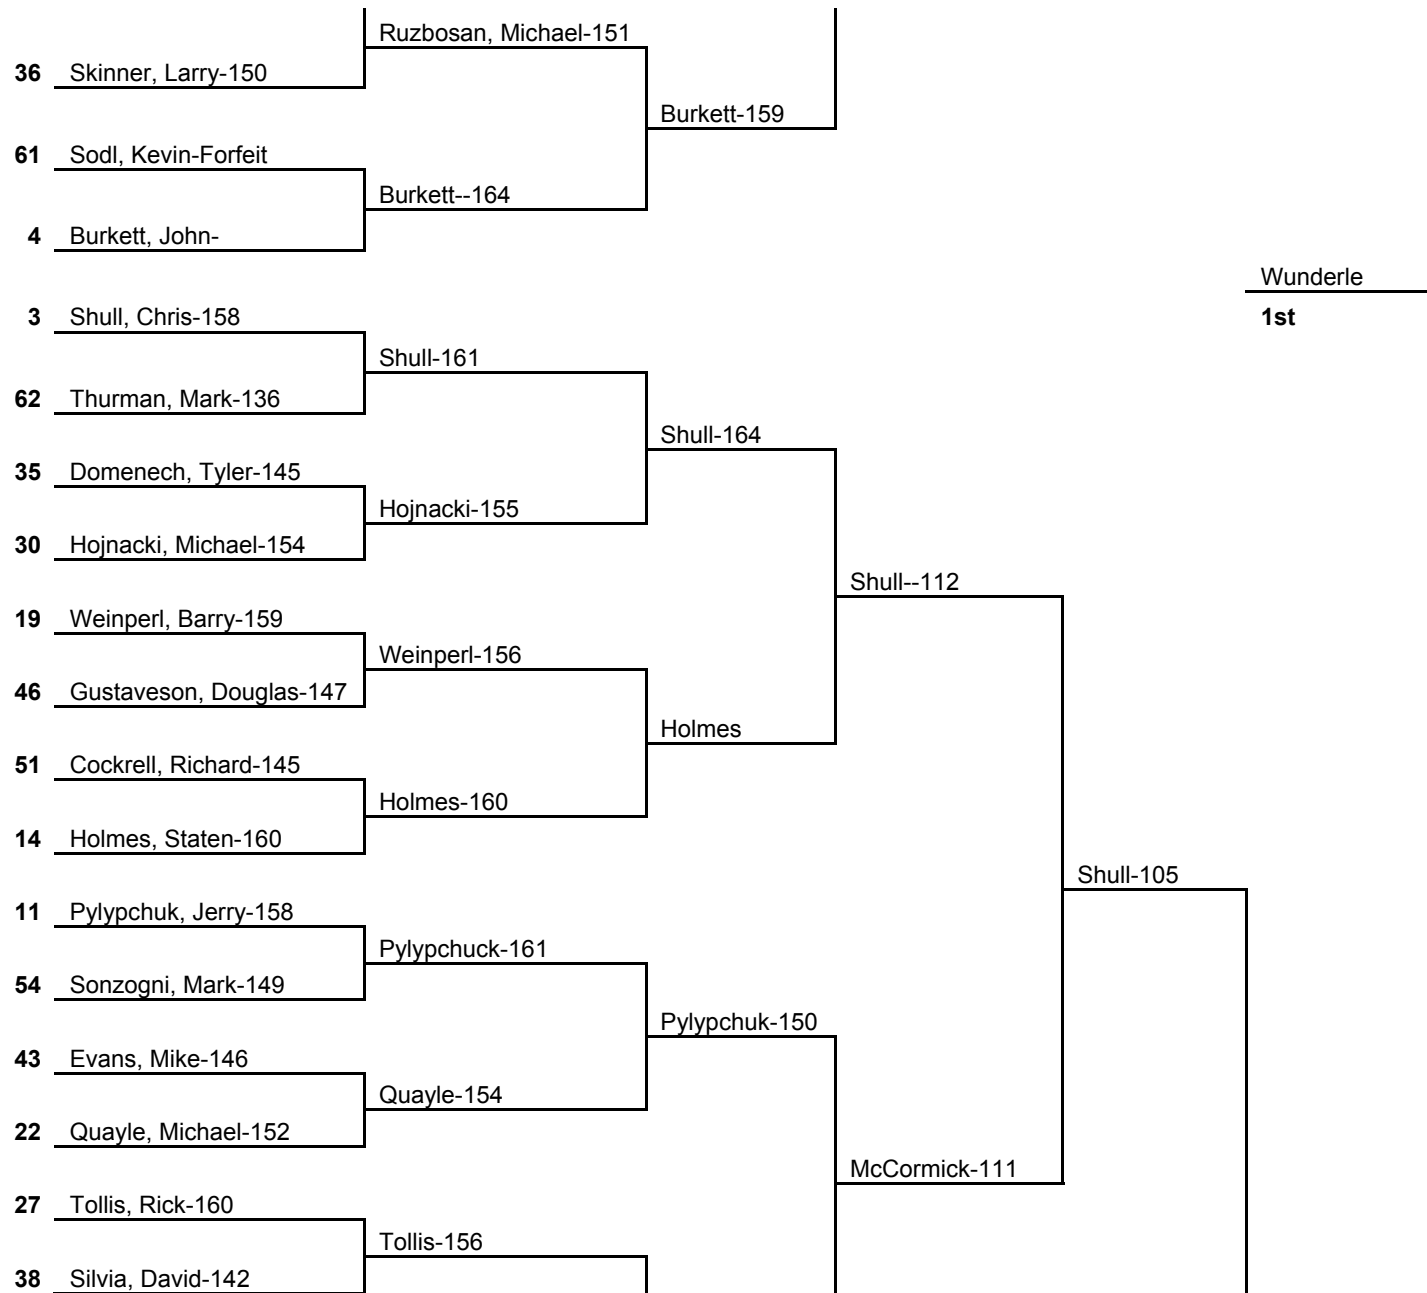 Ruzbosan, Michael-151
36 Skinner, Larry-150
Burkett-159
61 Sodl, Kevin-Forfeit
Burkett--164
4 Burkett, John-
Wunderle
3 Shull, Chris-158
1st
Shull-161
62 Thurman, Mark-136
Shull-164
35 Domenech, Tyler-145
Hojnacki-155
30 Hojnacki, Michael-154
Shull--112
19 Weinperl, Barry-159
Weinperl-156
46 Gustaveson, Douglas-147
Holmes
51 Cockrell, Richard-145
Holmes-160
14 Holmes, Staten-160
Shull-105
11 Pylypchuk, Jerry-158
Pylypchuck-161
54 Sonzogni, Mark-149
Pylypchuk-150
43 Evans, Mike-146
Quayle-154
22 Quayle, Michael-152
McCormick-111
27 Tollis, Rick-160
Tollis-156
38 Silvia, David-142